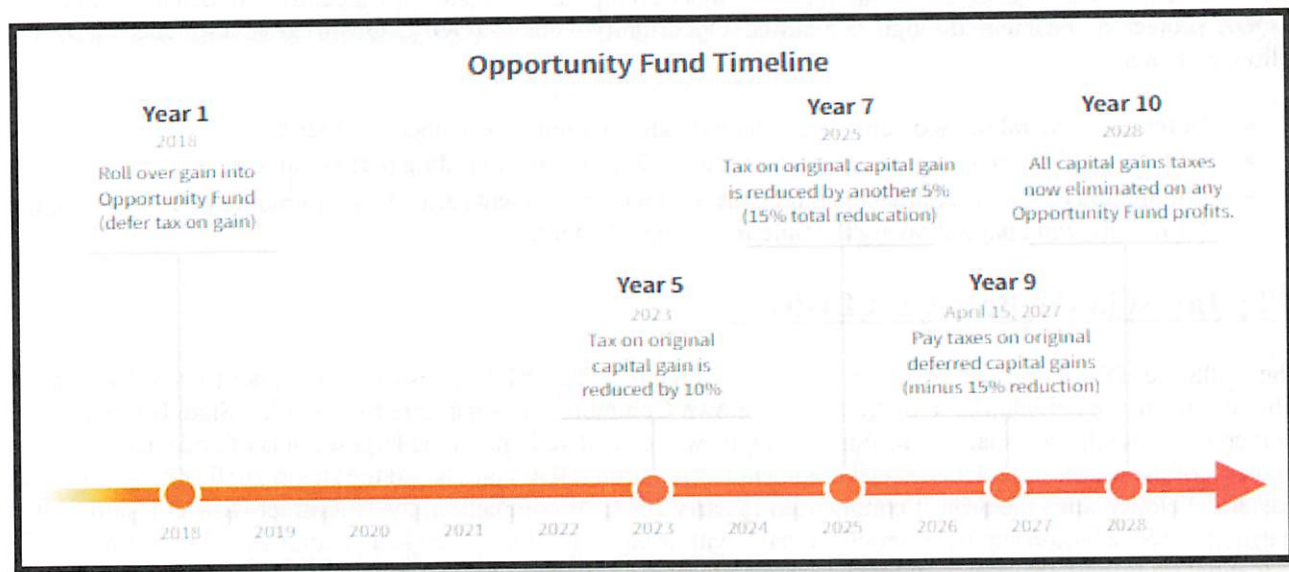 Opportunity Fund Timeline
Year 1
2018
Roll over gain into
Opportunity Fund
(defer tax on gain)
Year 5
2023
Tax on original
capital gain is
reduced by 10%
Year 7
2025
Tax on original capital gain
is reduced by another 5%
(15% total reducation)
Year 9
April 15, 2027
Pay taxes on original
deferred capital gains
(minus 15% reduction)
Year 10
2028
All capital gains taxes
now eliminated on any
Opportunity Fund profits.
2018 2019 2020 2021 2022 2023 2024 2025 2026 2027 2028